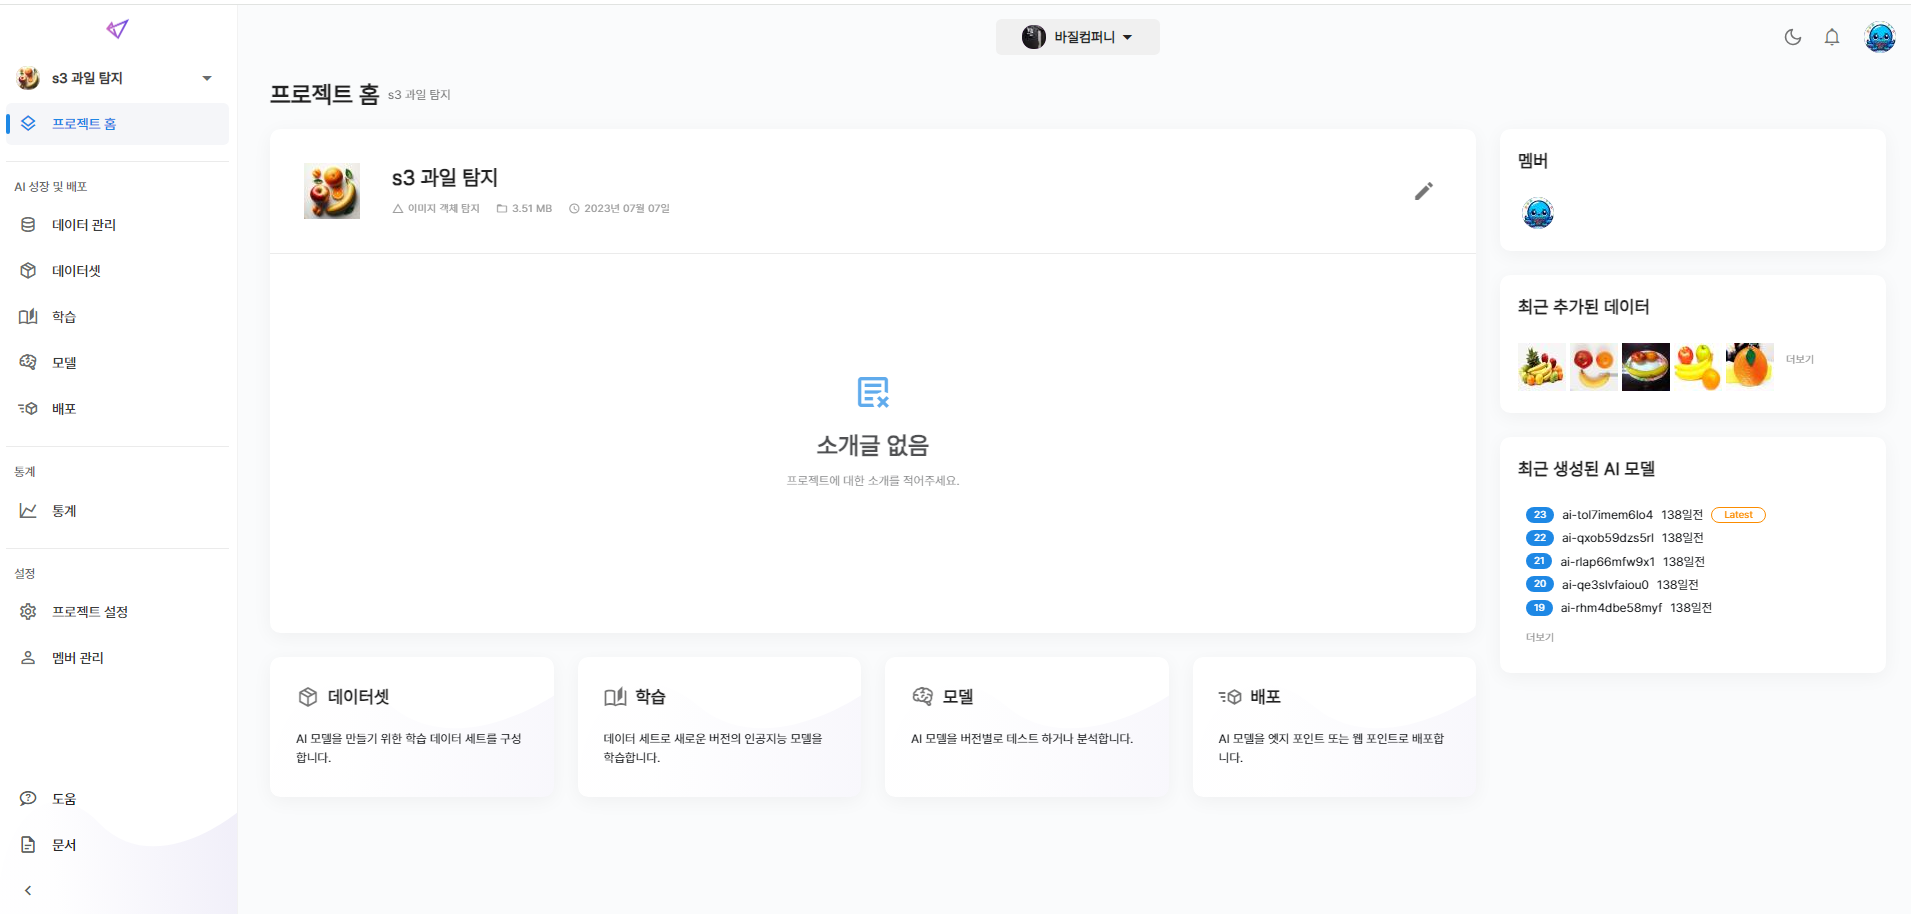 바질컴퍼니
s3 과일 탐지
프로젝트 홈
AI 성장 및 배포
데이터 관리
데이터셋
학습
모델
배포
통계
통계
설정
프로젝트 설정
멤버 관리
도움
문서
프로젝트 홈 s3 과일 탐지
s3 과일 탐지
이미지 객체 탐지 3.51 MB 2023년 07월 07일
소개글 없음
프로젝트에 대한 소개를 적어주세요.
데이터셋
AI 모델을 만들기 위한 학습 데이터 세트를 구성
합니다.
학습
데이터 세트로 새로운 버전의 인공지능 모델을
학습합니다.
모델
AI 모델을 버전별로 테스트 하거나 분석합니다.
배포
AI 모델을 엣지 포인트 또는 웹 포인트로 배포합
니다.
멤버
최근 추가된 데이터
더보기
최근 생성된 AI 모델
23 ai-tol7imem6lo4 138일전 Latest
22 ai-qxob59dzs5rl 138일전
21 ai-rlap66mfw9x1 138일전
20 ai-qe3slvfaiou0 138일전
19 ai-rhm4dbe58myf 138일전
더보기